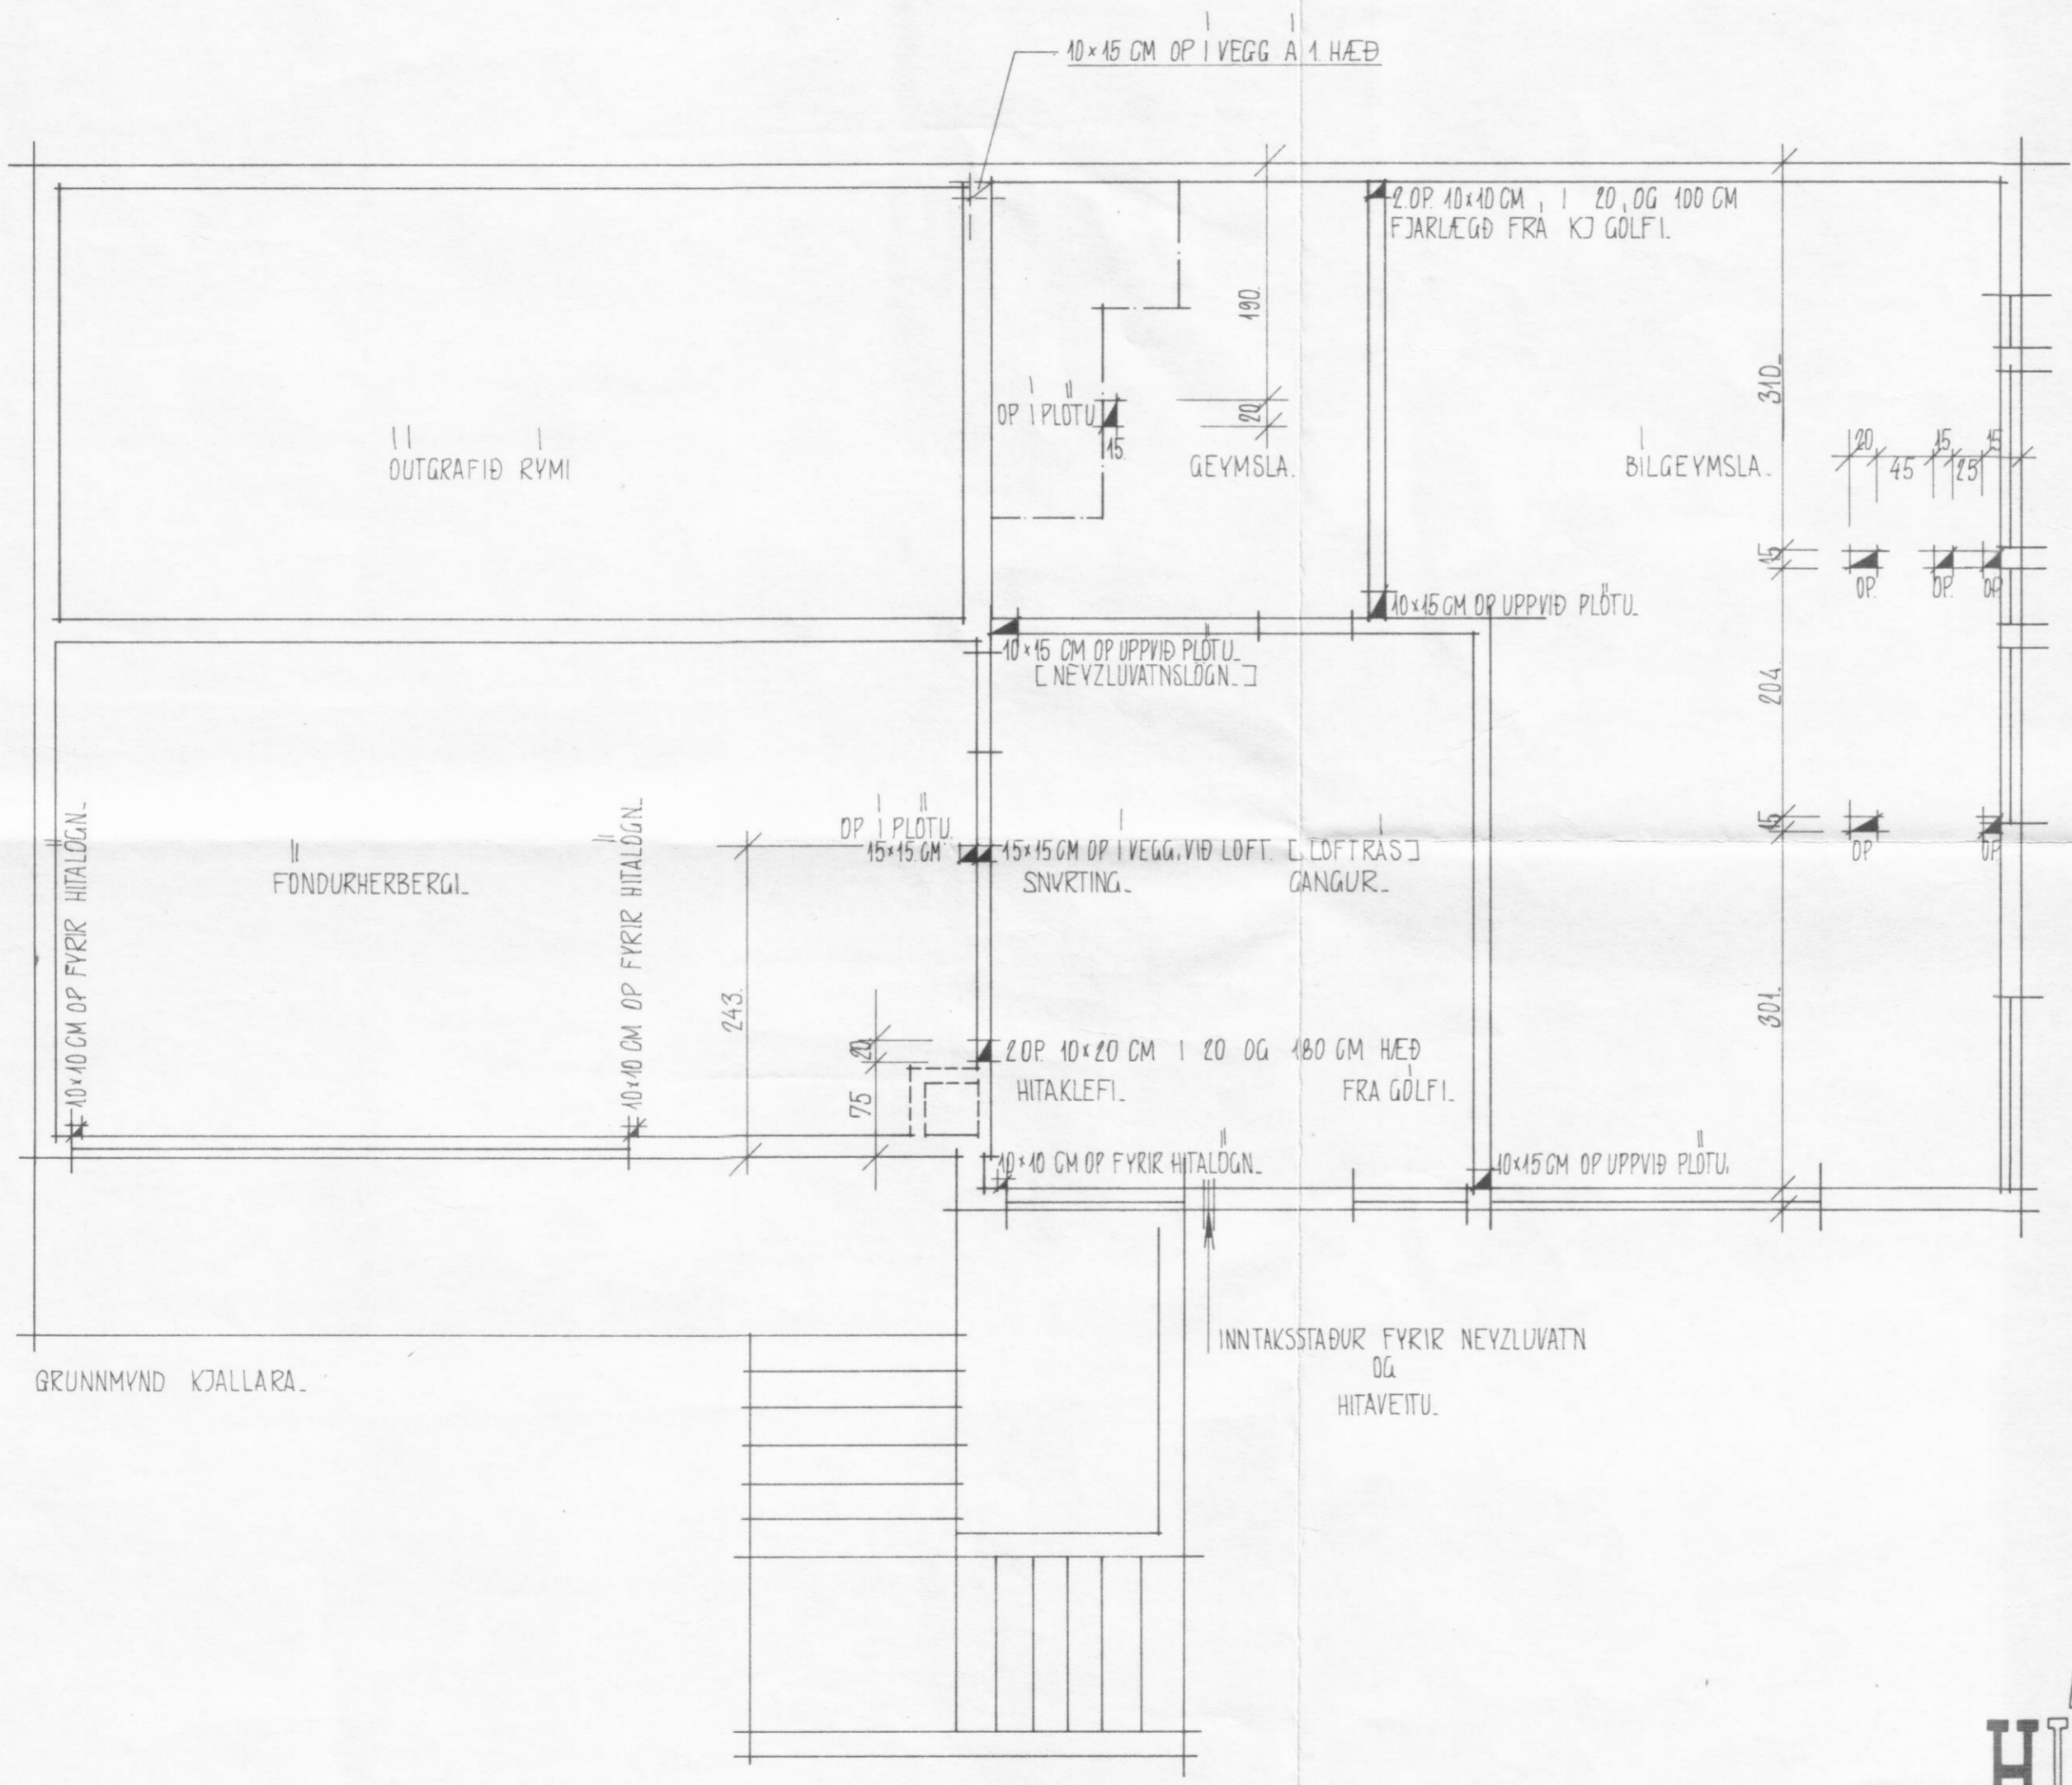 10×15 CM OP Í VEGG Á 1. HÆÐ
2.OP. 10×10 CM, Í 20, OG 100 CM
FJARLÆGÐ FRÁ KJ GÓLFI.
190.
310.
OP Í PLÖTU
20
15.
ÓÚTGRAFIÐ RÝMI
GEYMSLA.
BÍLGEYMSLA.
20 45 15 25 15
15
OP. OP. OP.
10×15 CM OP UPPVIÐ PLÖTU.
10×15 CM OP UPPVIÐ PLÖTU.
[NEYZLUVATNSLÖGN.]
204.
10×10 CM OP FYRIR HITALÖGN.
10×10 CM OP FYRIR HITALÖGN.
OP Í PLÖTU.
15×15 CM
15×15 CM OP Í VEGG, VIÐ LOFT. [LOFTRÁS]
15
OP OP
FÖNDURHERBERGI.
SNYRTING.
GANGUR.
243.
301.
20
75
2 OP. 10×20 CM Í 20 OG 180 CM HÆÐ
HITAKLEFI.
FRÁ GÓLFI.
10×10 CM OP FYRIR HITALÖGN.
10×15 CM OP UPPVIÐ PLÖTU.
INNTAKSSTAÐUR FYRIR NEYZLUVATN
OG
HITAVEITU.
GRUNNMYND KJALLARA.